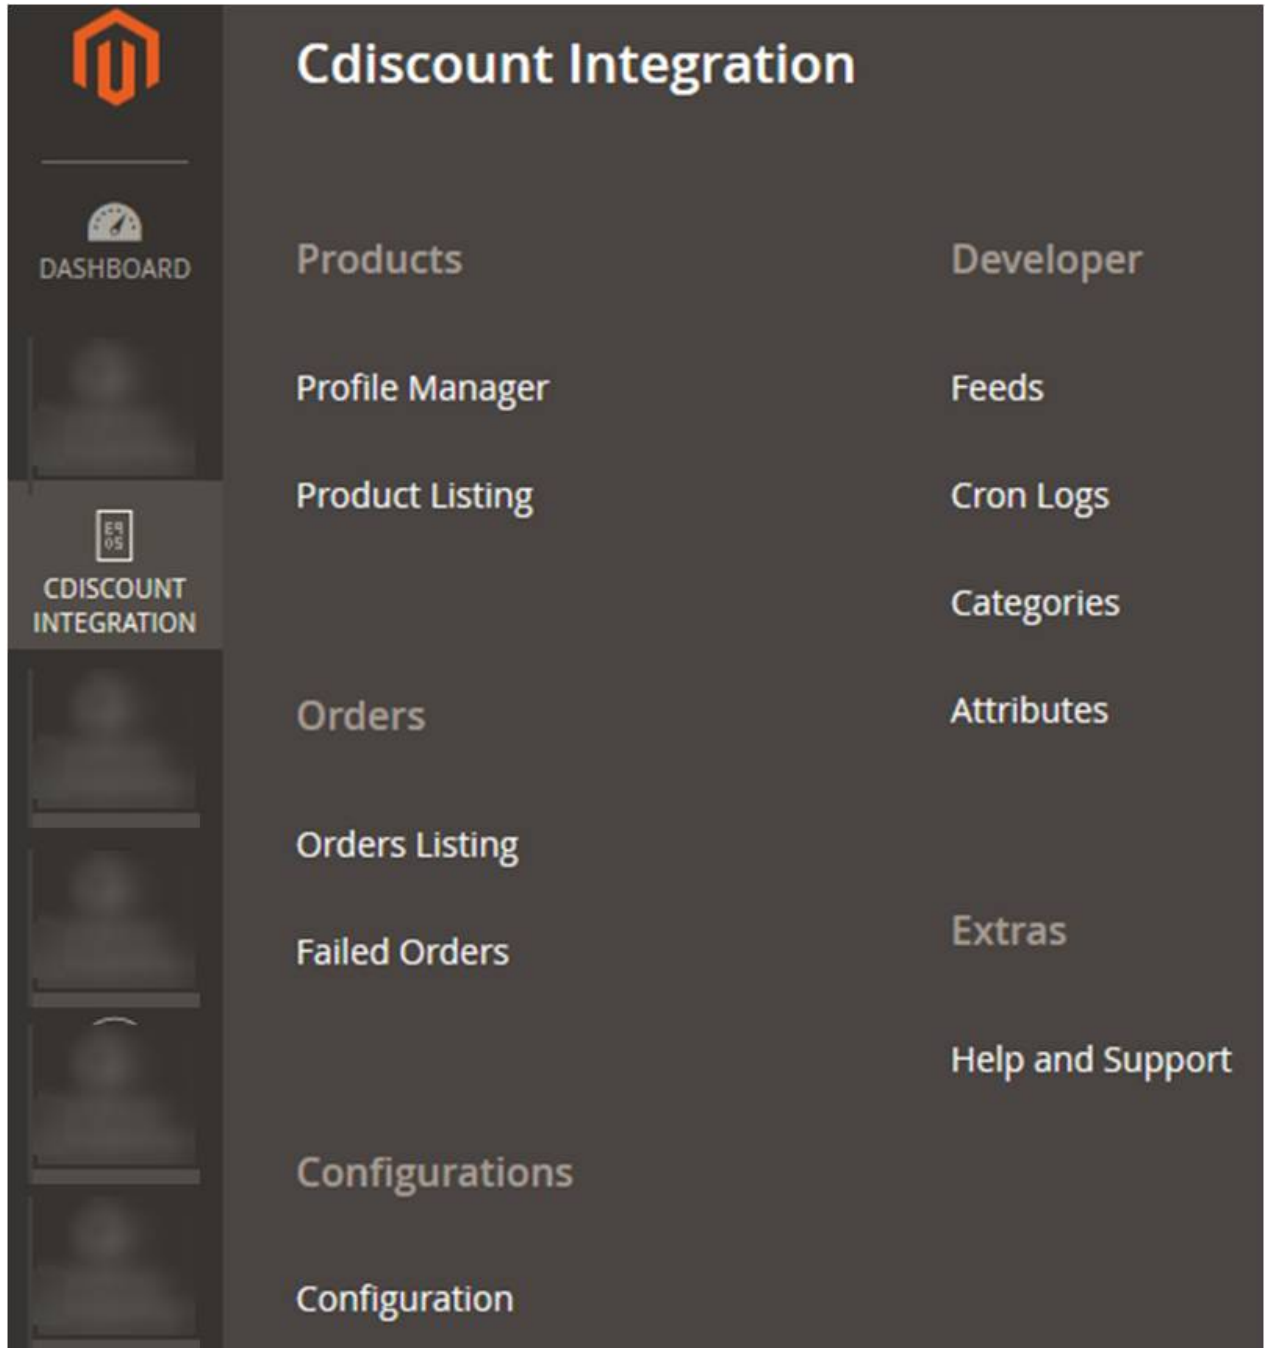 Cdiscount Integration
DASHBOARD
CDISCOUNT
INTEGRATION
Products
Profile Manager
Product Listing
Orders
Orders Listing
Failed Orders
Configurations
Configuration
Developer
Feeds
Cron Logs
Categories
Attributes
Extras
Help and Support